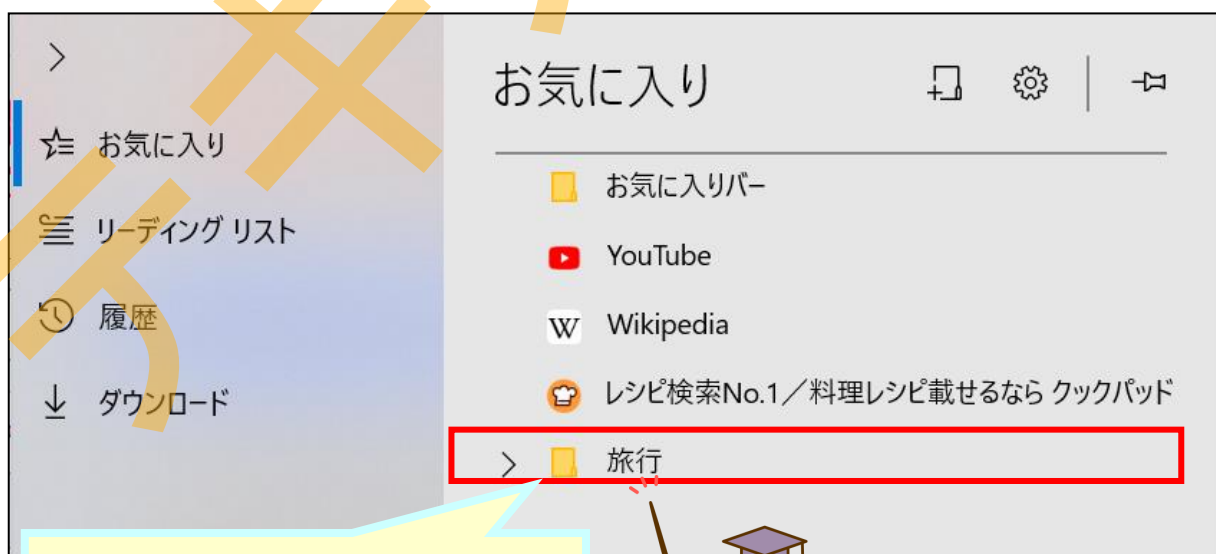 お気に入り
リーディング リスト
履歴
ダウンロード
お気に入り
お気に入りバー
YouTube
W Wikipedia
レシピ検索No.1／料理レシピ載せるなら クックパッド
旅行